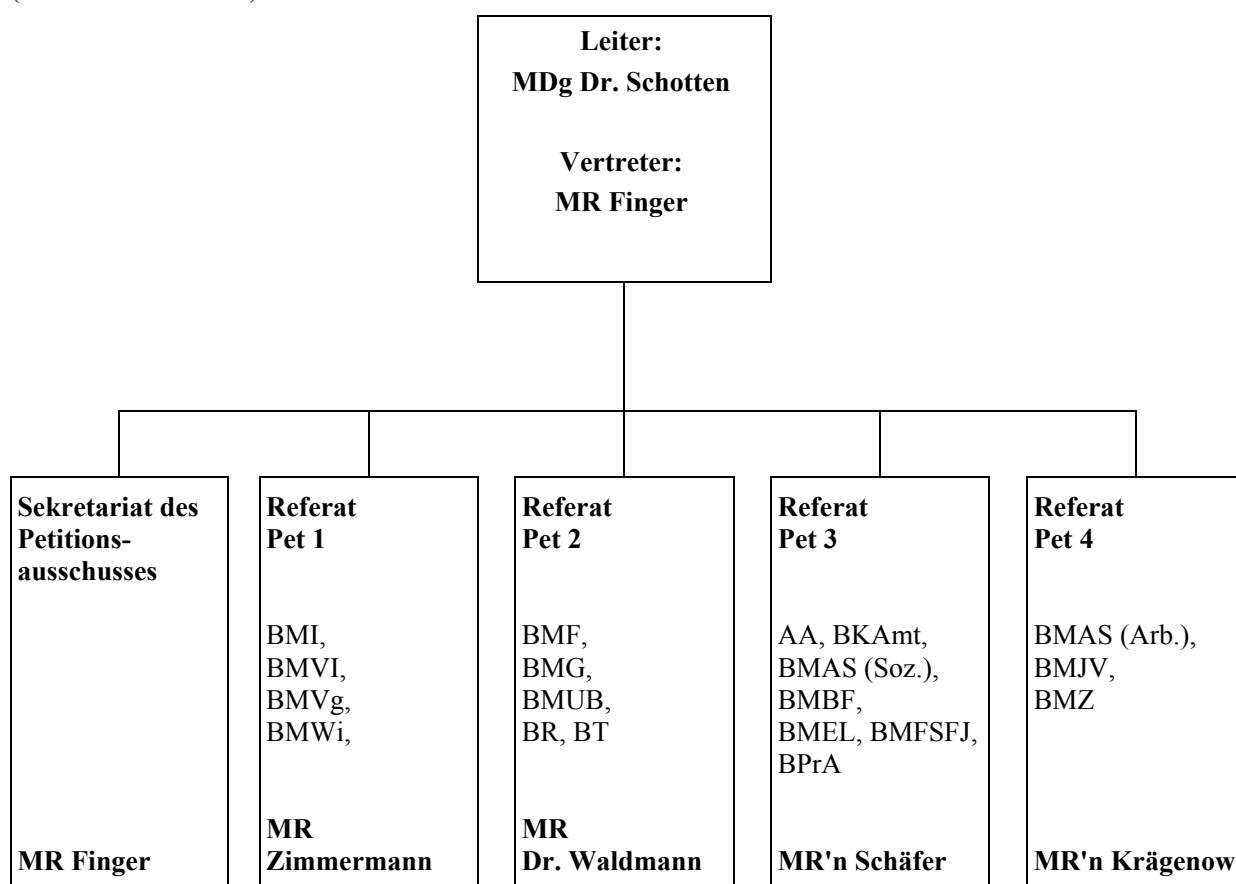 Leiter:
MDg Dr. Schotten
Vertreter:
MR Finger
Sekretariat des
Petitions-
ausschusses
MR Finger
Referat
Pet 1
BMI,
BMVI,
BMVg,
BMWi,
MR
Zimmermann
Referat
Pet 2
BMF,
BMG,
BMUB,
BR, BT
MR
Dr. Waldmann
Referat
Pet 3
AA, BKAmt,
BMAS (Soz.),
BMBF,
BMEL, BMFSFJ,
BPrA
MR'n Schäfer
Referat
Pet 4
BMAS (Arb.),
BMJV,
BMZ
MR'n Krägenow